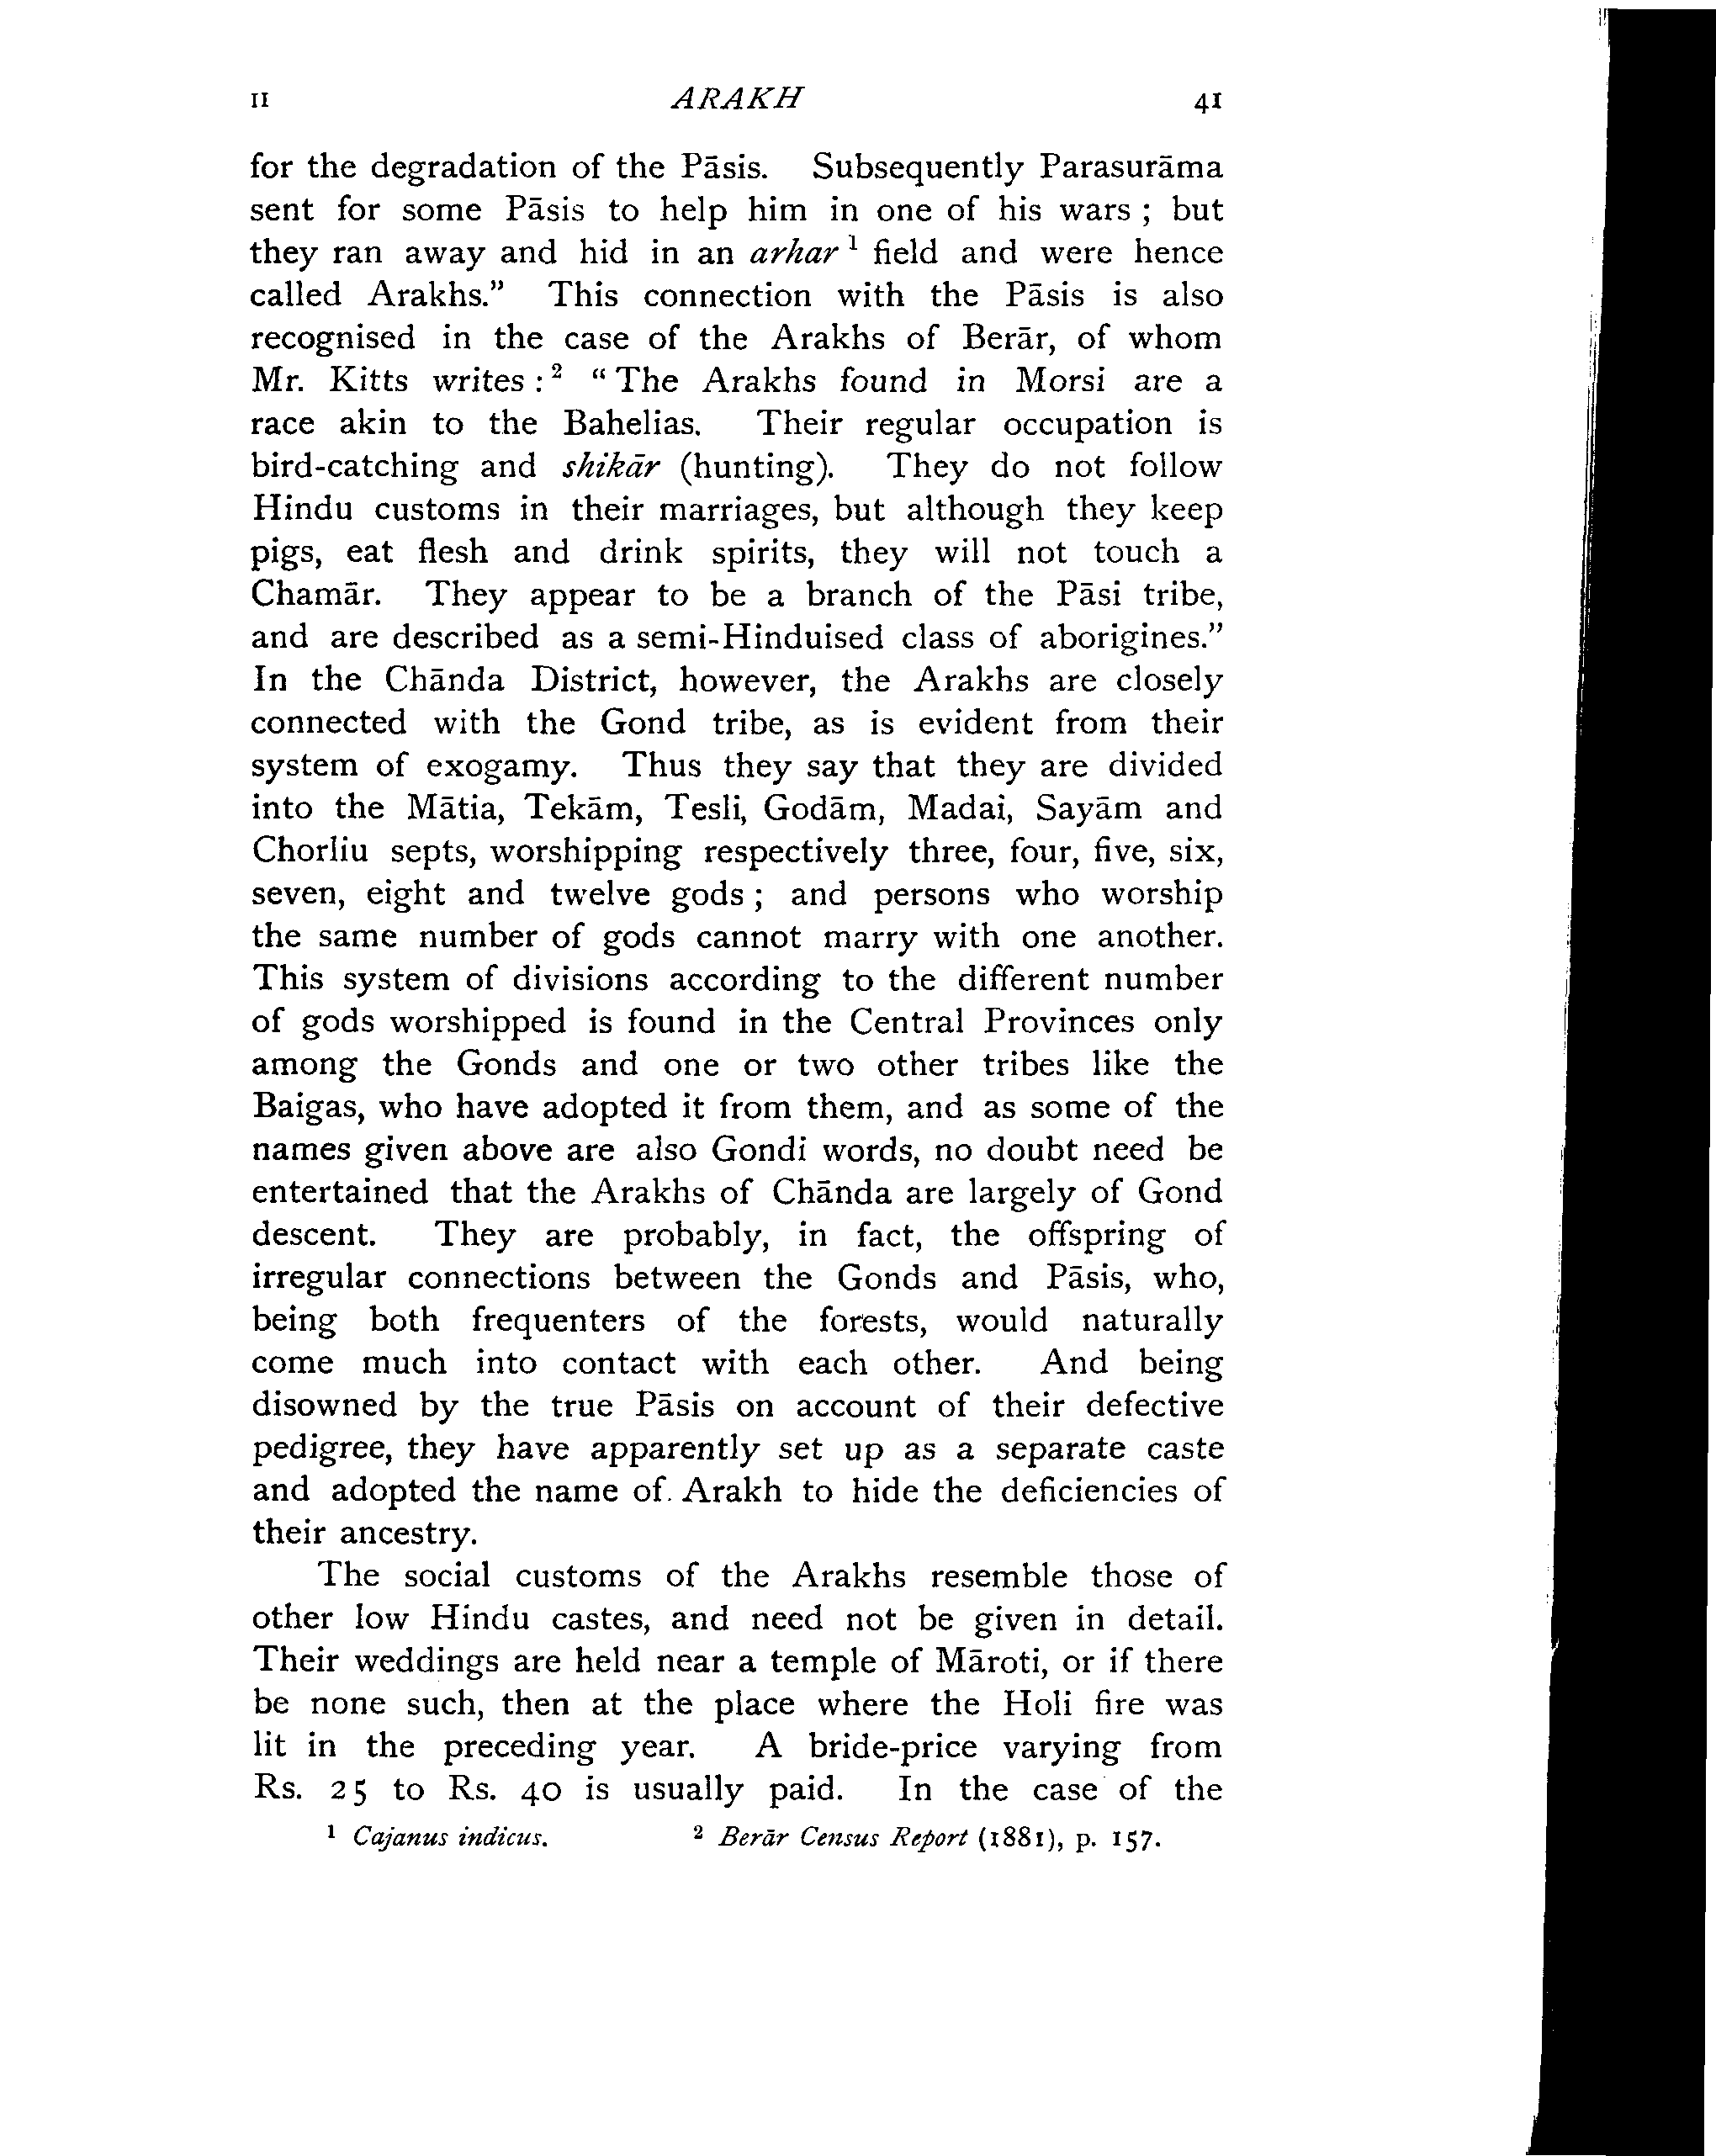 II ARAKH 41
for the degradation of the Pāsis. Subsequently Parasurāma
sent for some Pāsis to help him in one of his wars ; but
they ran away and hid in an arhar ¹ field and were hence
called Arakhs." This connection with the Pāsis is also
recognised in the case of the Arakhs of Berār, of whom
Mr. Kitts writes : ² " The Arakhs found in Morsi are a
race akin to the Bahelias. Their regular occupation is
bird-catching and shikār (hunting). They do not follow
Hindu customs in their marriages, but although they keep
pigs, eat flesh and drink spirits, they will not touch a
Chamār. They appear to be a branch of the Pāsi tribe,
and are described as a semi-Hinduised class of aborigines."
In the Chānda District, however, the Arakhs are closely
connected with the Gond tribe, as is evident from their
system of exogamy. Thus they say that they are divided
into the Mātia, Tekām, Tesli, Godām, Madai, Sayām and
Chorliu septs, worshipping respectively three, four, five, six,
seven, eight and twelve gods ; and persons who worship
the same number of gods cannot marry with one another.
This system of divisions according to the different number
of gods worshipped is found in the Central Provinces only
among the Gonds and one or two other tribes like the
Baigas, who have adopted it from them, and as some of the
names given above are also Gondi words, no doubt need be
entertained that the Arakhs of Chānda are largely of Gond
descent. They are probably, in fact, the offspring of
irregular connections between the Gonds and Pāsis, who,
being both frequenters of the forests, would naturally
come much into contact with each other. And being
disowned by the true Pāsis on account of their defective
pedigree, they have apparently set up as a separate caste
and adopted the name of Arakh to hide the deficiencies of
their ancestry.
The social customs of the Arakhs resemble those of
other low Hindu castes, and need not be given in detail.
Their weddings are held near a temple of Māroti, or if there
be none such, then at the place where the Holi fire was
lit in the preceding year. A bride-price varying from
Rs. 25 to Rs. 40 is usually paid. In the case of the
¹ Cajanus indicus. ² Berār Census Report (1881), p. 157.